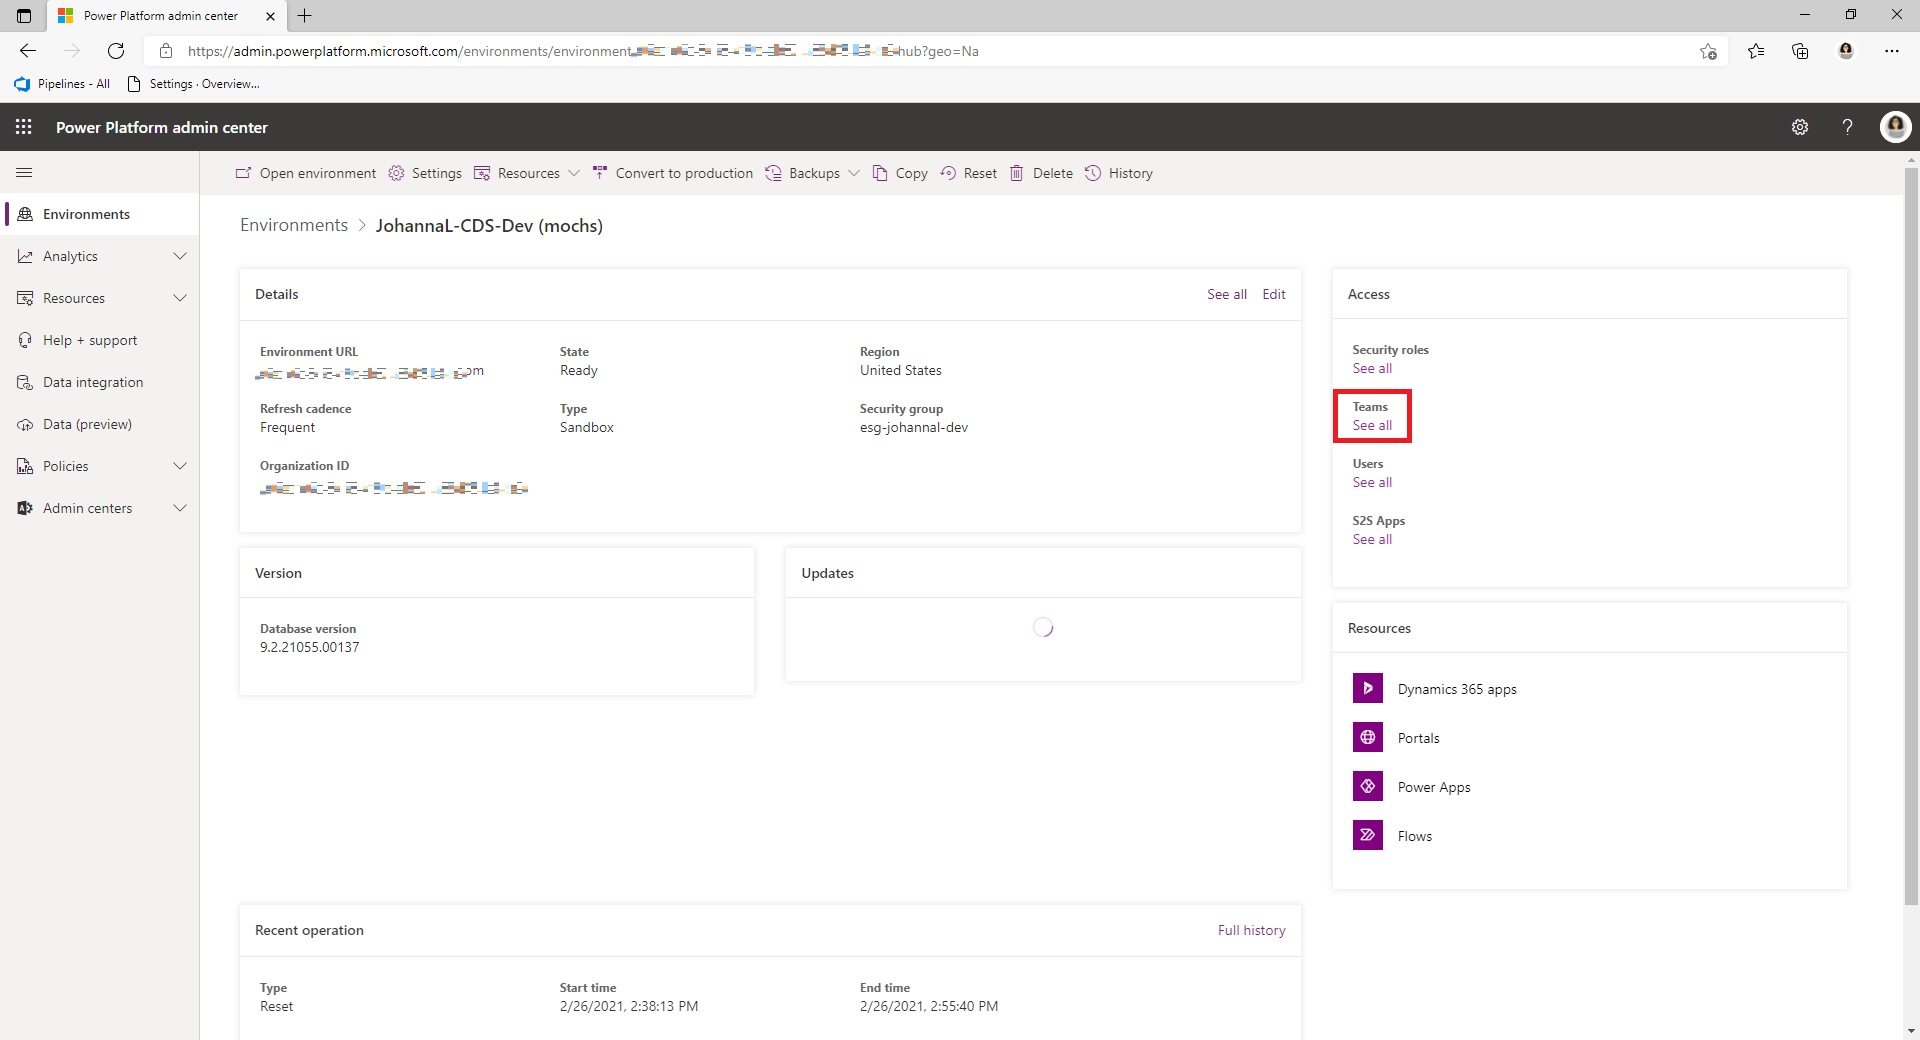 Power Platform admin center
https://admin.powerplatform.microsoft.com/environments/environment
hub?geo=Na
Pipelines - All
Settings · Overview...
Power Platform admin center
Open environment
Settings
Resources
Convert to production
Backups
Copy
Reset
Delete
History
Environments
Analytics
Resources
Help + support
Data integration
Data (preview)
Policies
Admin centers
Environments > JohannaL-CDS-Dev (mochs)
Details
See all
Edit
Environment URL
om
State
Ready
Region
United States
Refresh cadence
Frequent
Type
Sandbox
Security group
esg-johannal-dev
Organization ID
Version
Database version
9.2.21055.00137
Updates
Access
Security roles
See all
Teams
See all
Users
See all
S2S Apps
See all
Resources
Dynamics 365 apps
Portals
Power Apps
Flows
Recent operation
Full history
Type
Reset
Start time
2/26/2021, 2:38:13 PM
End time
2/26/2021, 2:55:40 PM